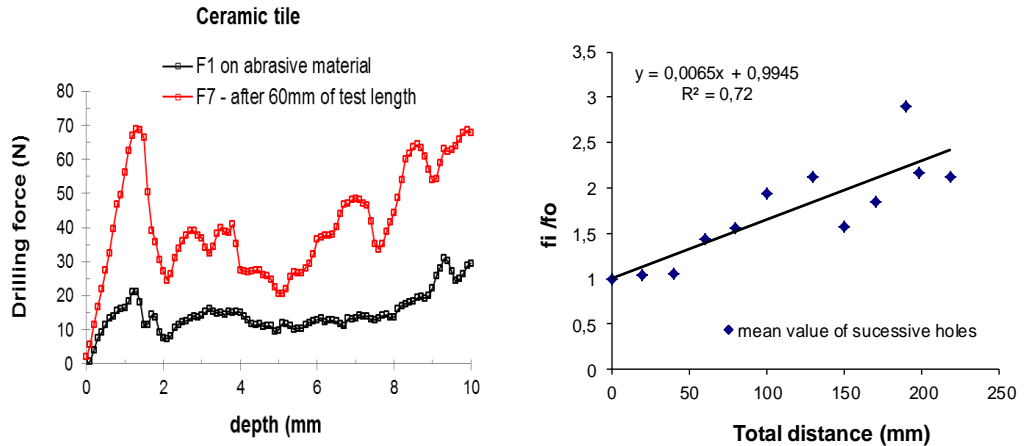 Ceramic tile
F1 on abrasive material
F7 - after 60mm of test length
80
70
60
50
40
30
20
10
0
0
2
4
6
8
10
Drilling force (N)
depth (mm
3,5
3
2,5
2
1,5
1
0,5
0
0
50
100
150
200
250
fi /fo
y = 0,0065x + 0,9945
R² = 0,72
mean value of sucessive holes
Total distance (mm)